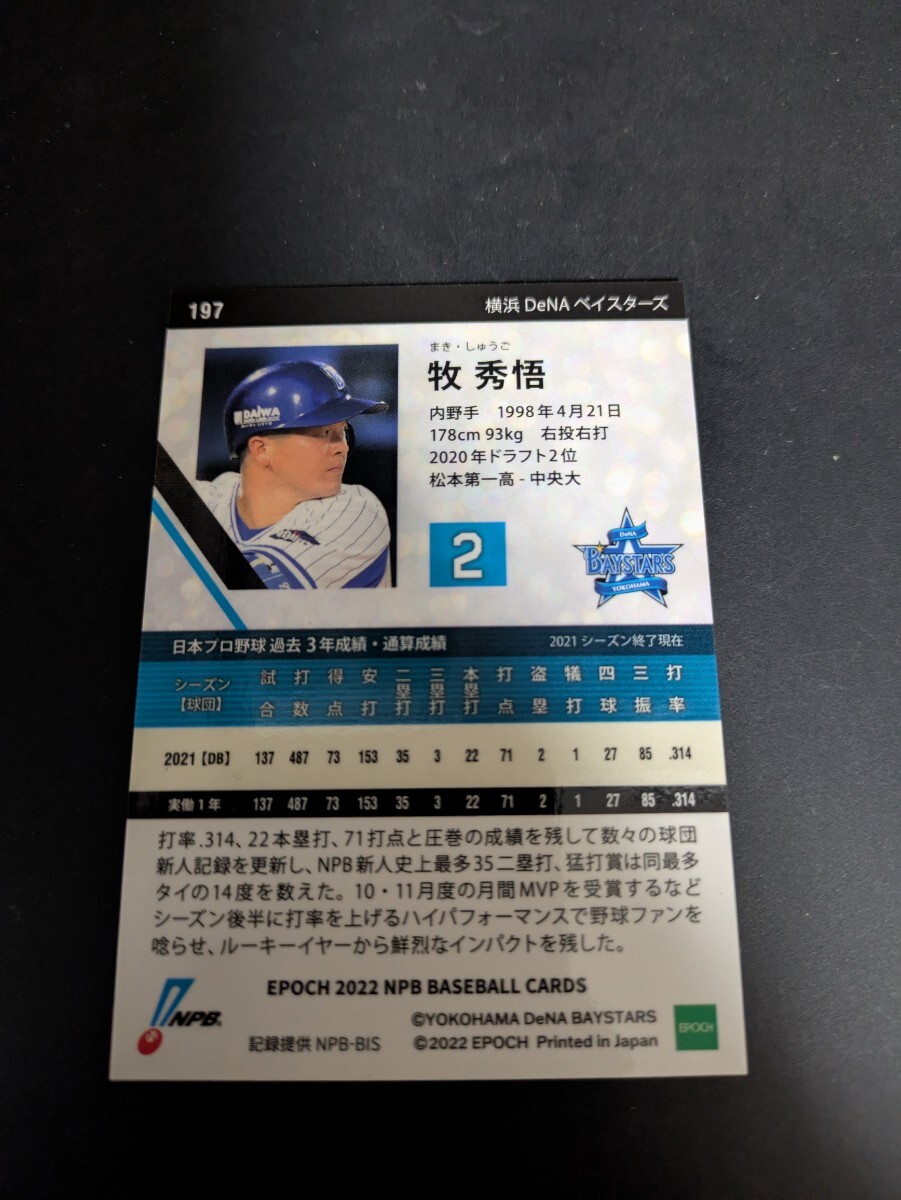 197
横浜 DeNA ベイスターズ
まき・しゅうご
牧 秀悟
内野手 1998年4月21日
178cm 93kg 右投右打
2020年ドラフト2位
松本第一高 - 中央大
DAIWA
2
DeNA
BAYSTARS
YOKOHAMA
日本プロ野球 過去 3年成績・通算成績 2021 シーズン終了現在
シーズン【球団】 試合 打数 得点 安打 二塁打 三塁打 本塁打 打点 盗塁 犠打 四球 三振 打率
2021【DB】 137 487 73 153 35 3 22 71 2 1 27 85 .314
実働1年 137 487 73 153 35 3 22 71 2 1 27 85 .314
打率.314、22本塁打、71打点と圧巻の成績を残して数々の球団
新人記録を更新し、NPB新人史上最多35二塁打、猛打賞は同最多
タイの14度を数えた。10・11月度の月間MVPを受賞するなど
シーズン後半に打率を上げるハイパフォーマンスで野球ファンを
唸らせ、ルーキーイヤーから鮮烈なインパクトを残した。
EPOCH 2022 NPB BASEBALL CARDS
NPB
©YOKOHAMA DeNA BAYSTARS
記録提供 NPB-BIS ©2022 EPOCH Printed in Japan
EPOCH